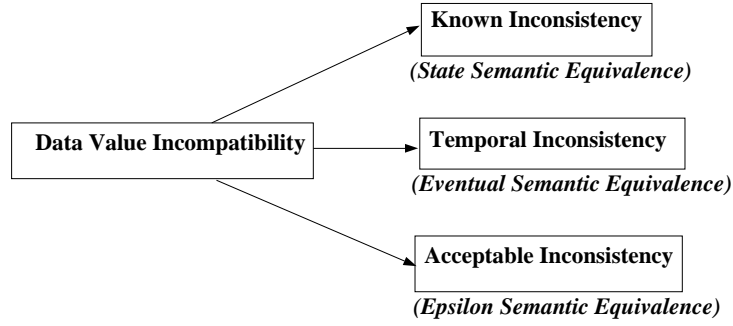 Known Inconsistency
(State Semantic Equivalence)
Data Value Incompatibility
Temporal Inconsistency
(Eventual Semantic Equivalence)
Acceptable Inconsistency
(Epsilon Semantic Equivalence)